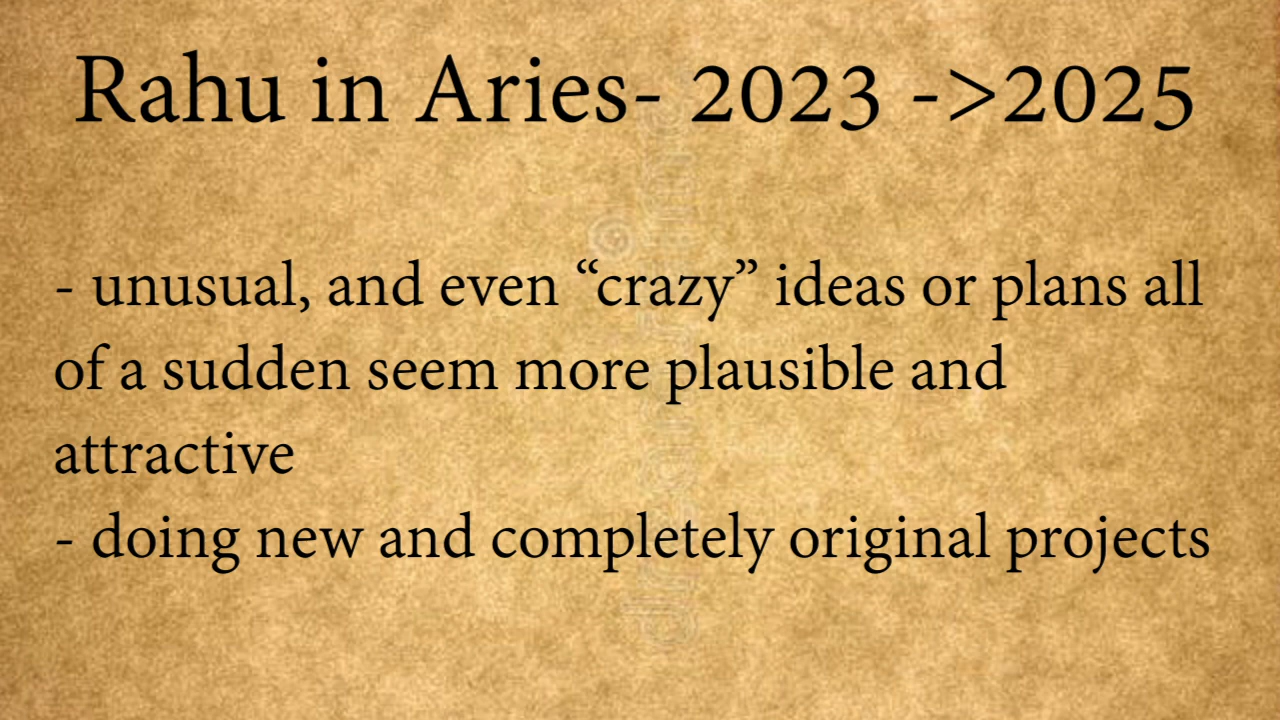 Rahu in Aries- 2023 ->2025
- unusual, and even “crazy” ideas or plans all
of a sudden seem more plausible and
attractive
- doing new and completely original projects